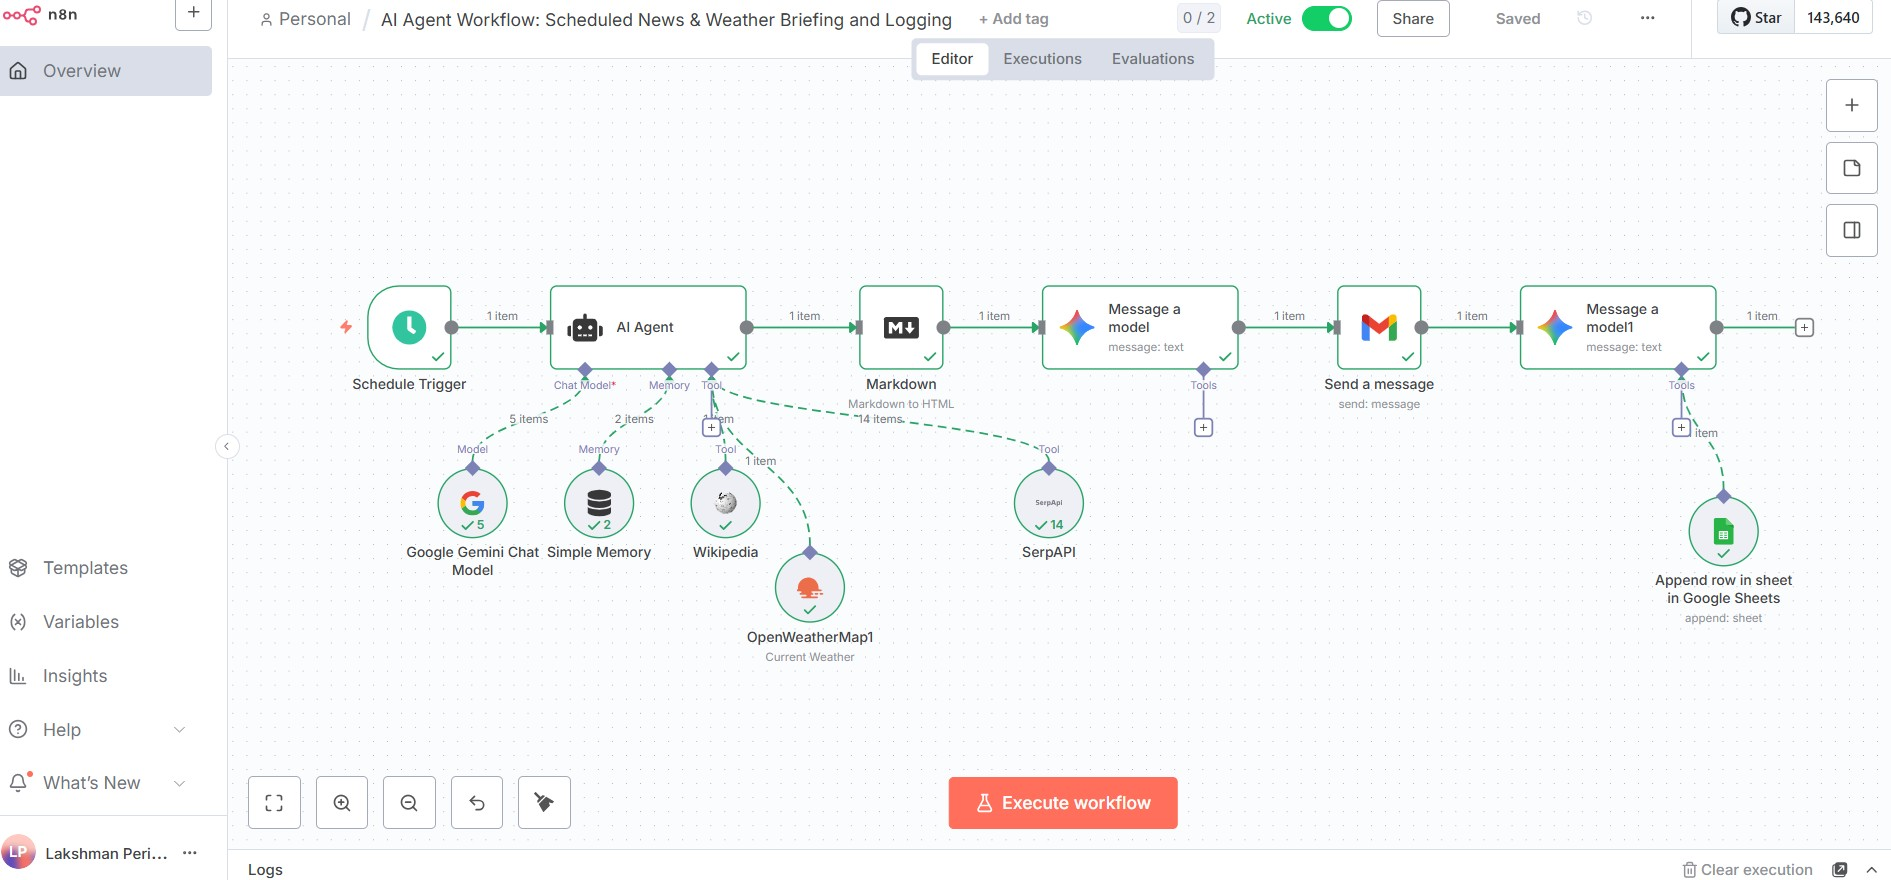 n8n
+
Personal / AI Agent Workflow: Scheduled News & Weather Briefing and Logging + Add tag
0 / 2
Active
Share
Saved
...
Star 143,640
Editor Executions Evaluations
Overview
Templates
Variables
Insights
Help
What's New
LP Lakshman Peri... ...
1 item
1 item
1 item
1 item
1 item
1 item
AI Agent
Message a
model
message: text
Message a
model1
message: text
Schedule Trigger
Chat Model* Memory Tool
Markdown
Markdown to HTML
Tools
Send a message
send: message
Tools
5 items
2 items
14 items
item
Model
Memory
Tool
1 item
Tool
5
2
SerpApi
14
Google Gemini Chat
Model
Simple Memory
Wikipedia
SerpAPI
OpenWeatherMap1
Current Weather
Append row in sheet
in Google Sheets
append: sheet
Execute workflow
Logs
Clear execution